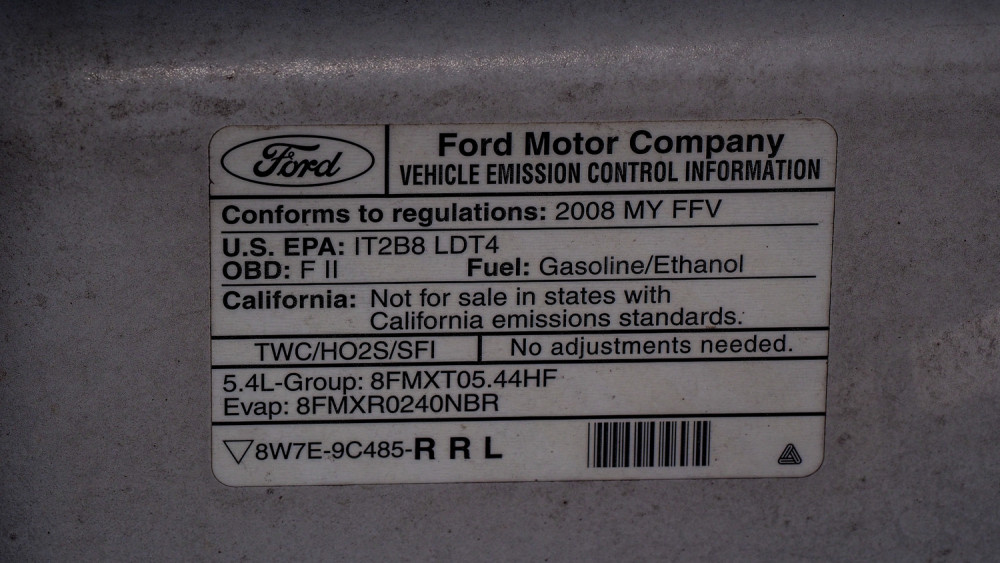 Ford
Ford Motor Company
VEHICLE EMISSION CONTROL INFORMATION
Conforms to regulations: 2008 MY FFV
U.S. EPA: IT2B8 LDT4
OBD: F II Fuel: Gasoline/Ethanol
California: Not for sale in states with
California emissions standards.
TWC/HO2S/SFI No adjustments needed.
5.4L-Group: 8FMXT05.44HF
Evap: 8FMXR0240NBR
8W7E-9C485-R R L